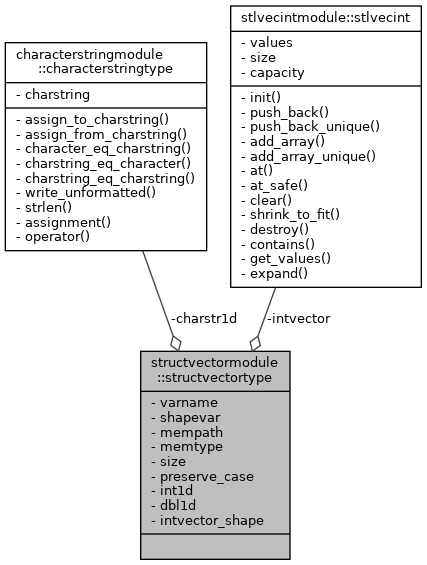 characterstringmodule
::characterstringtype
- charstring
- assign_to_charstring()
- assign_from_charstring()
- character_eq_charstring()
- charstring_eq_character()
- charstring_eq_charstring()
- write_unformatted()
- strlen()
- assignment()
- operator()
stlvecintmodule::stlvecint
- values
- size
- capacity
- init()
- push_back()
- push_back_unique()
- add_array()
- add_array_unique()
- at()
- at_safe()
- clear()
- shrink_to_fit()
- destroy()
- contains()
- get_values()
- expand()
-charstr1d
-intvector
structvectormodule
::structvectortype
- varname
- shapevar
- mempath
- memtype
- size
- preserve_case
- int1d
- dbl1d
- intvector_shape